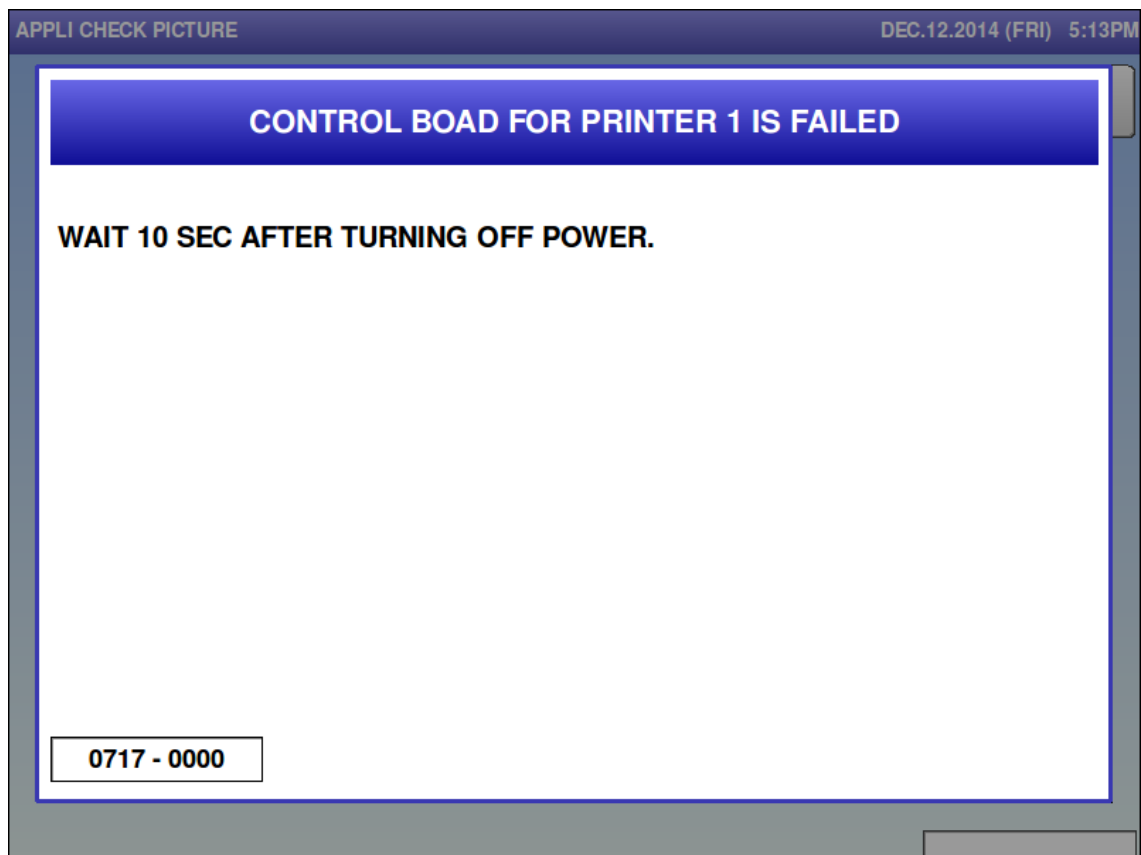 APPLI CHECK PICTURE DEC.12.2014 (FRI) 5:13PM
CONTROL BOAD FOR PRINTER 1 IS FAILED
WAIT 10 SEC AFTER TURNING OFF POWER.
0717 - 0000